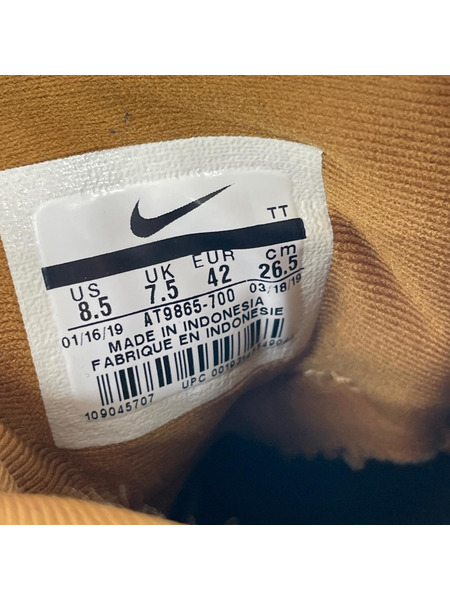 TT
US UK EUR cm
8.5 7.5 42 26.5
01/16/19 AT9865-700 03/18/19
MADE IN INDONESIA
FABRIQUE EN INDONESIE
109045707 UPC